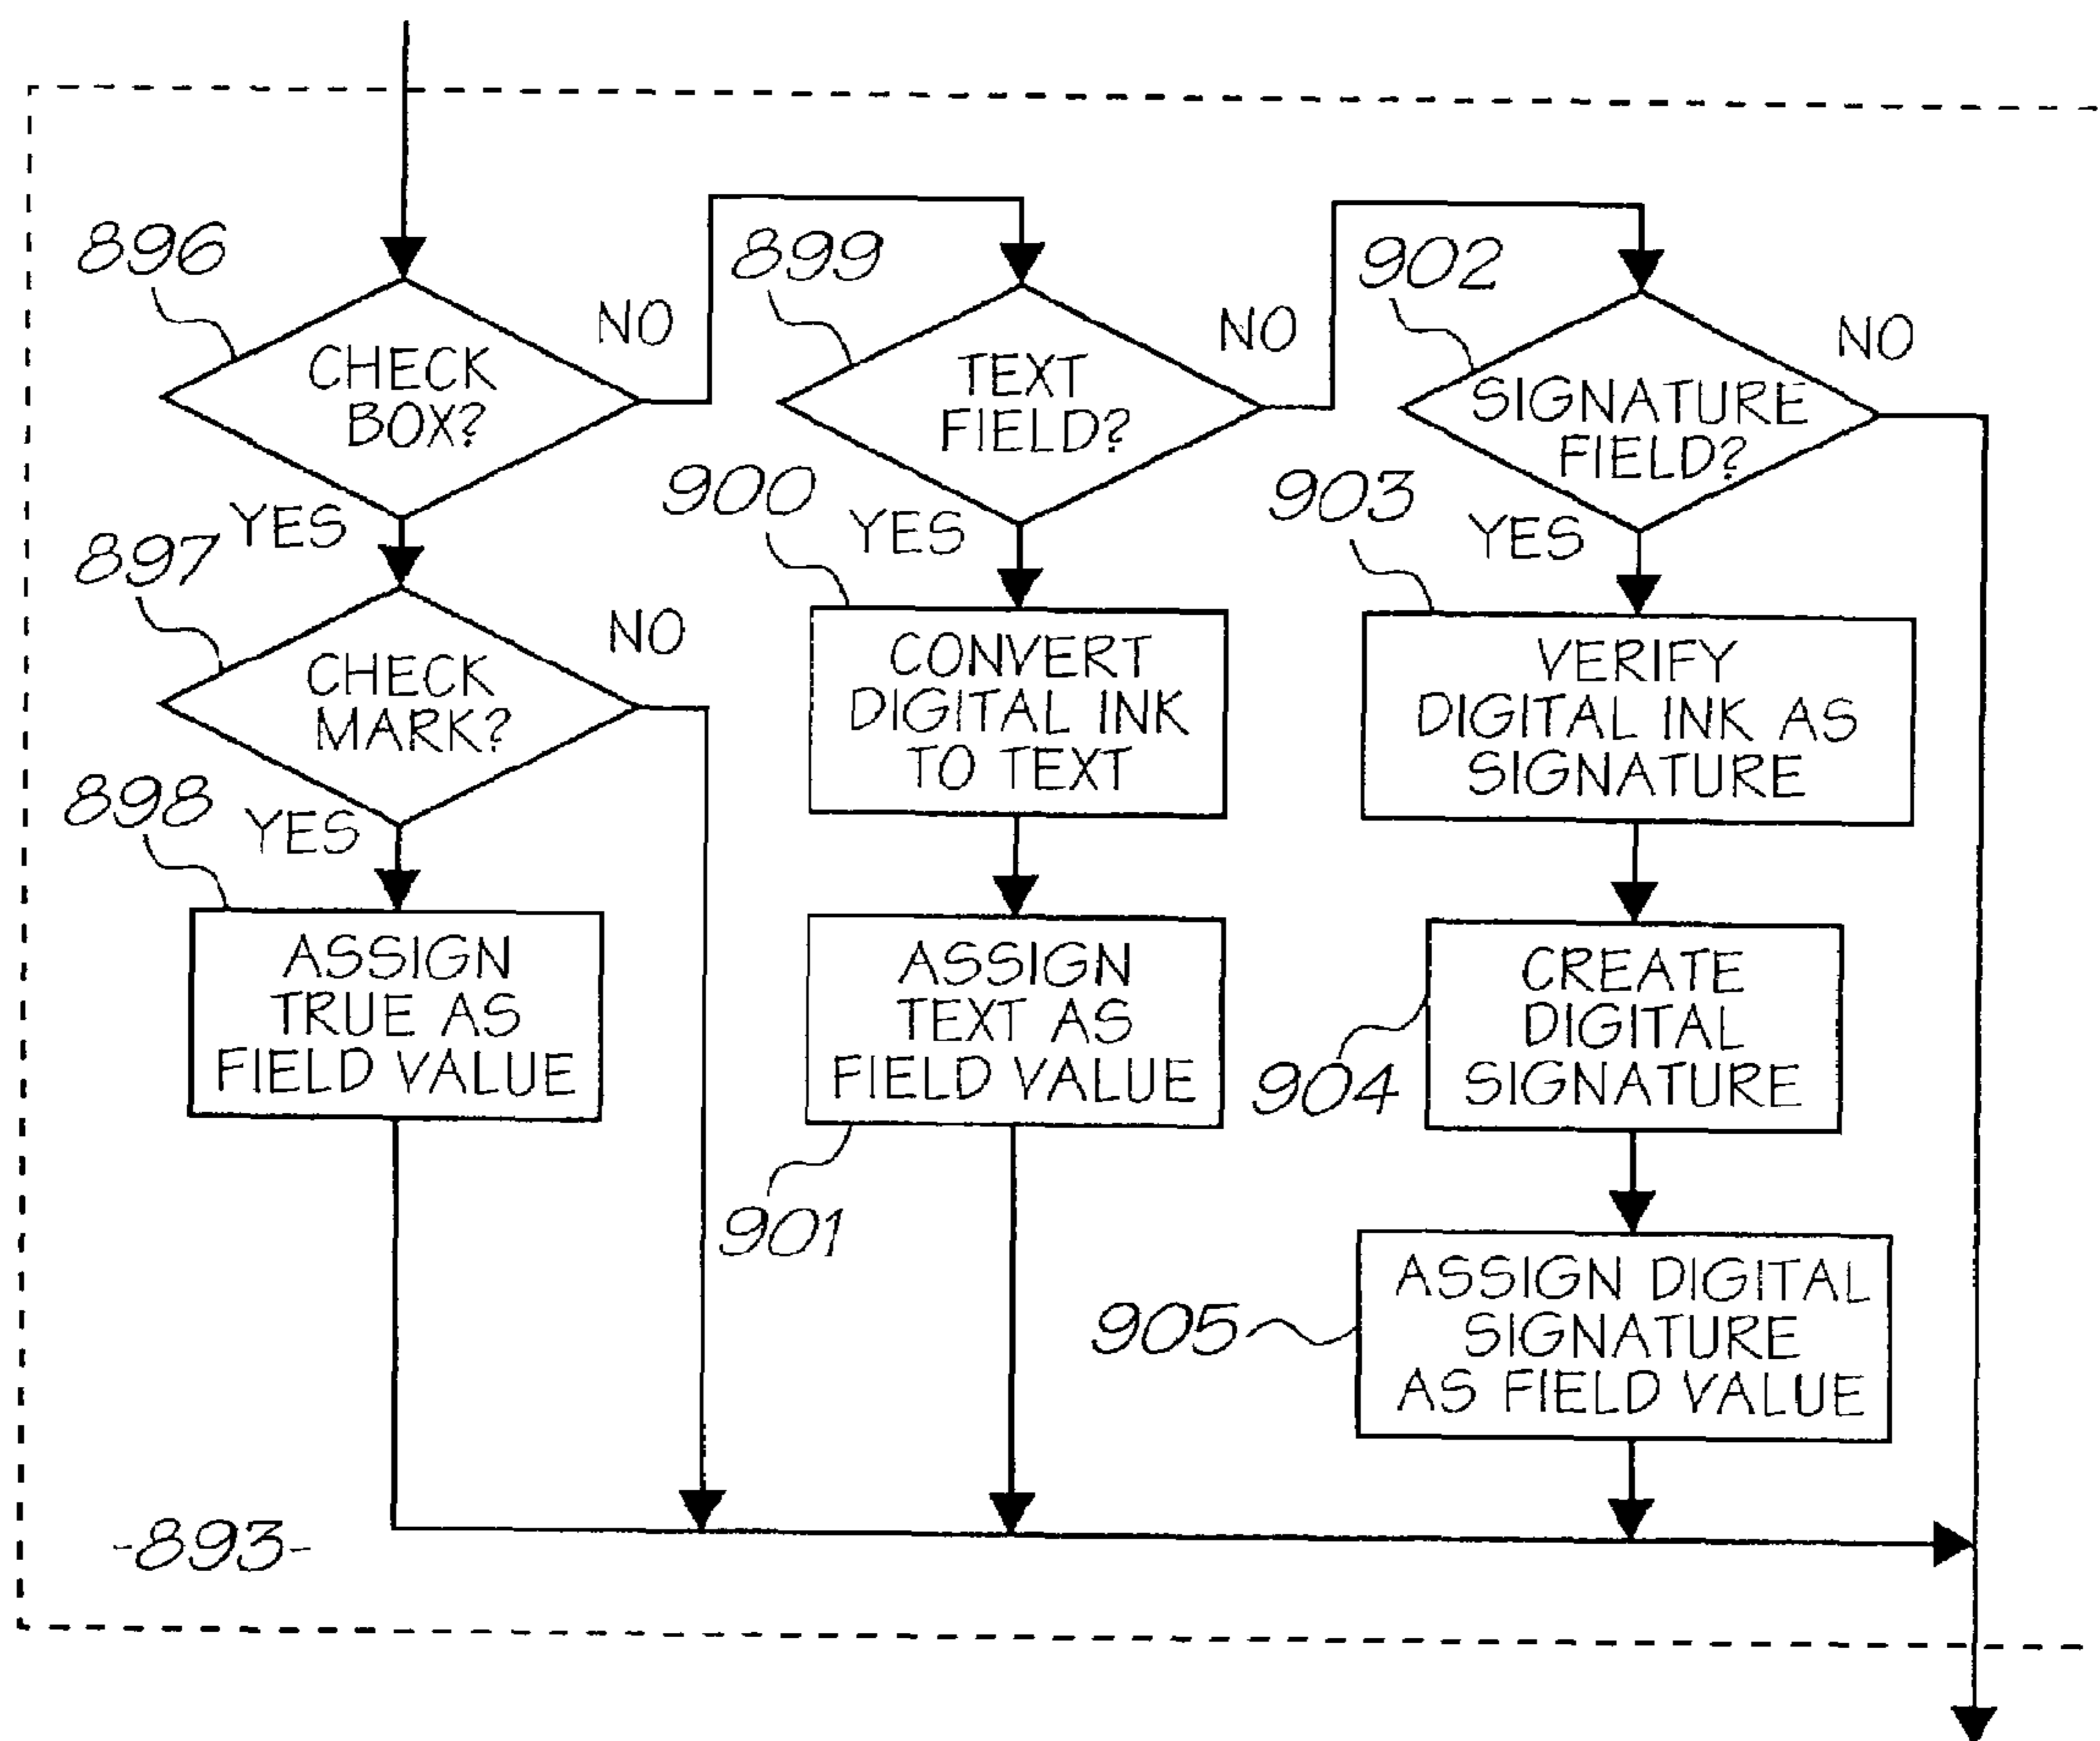 896
CHECK
BOX?
NO
YES
897
CHECK
MARK?
NO
YES
898
ASSIGN
TRUE AS
FIELD VALUE
899
TEXT
FIELD?
NO
YES
900
CONVERT
DIGITAL INK
TO TEXT
ASSIGN
TEXT AS
FIELD VALUE
901
902
SIGNATURE
FIELD?
NO
YES
903
VERIFY
DIGITAL INK AS
SIGNATURE
CREATE
DIGITAL
SIGNATURE
904
ASSIGN DIGITAL
SIGNATURE
AS FIELD VALUE
905
-893-